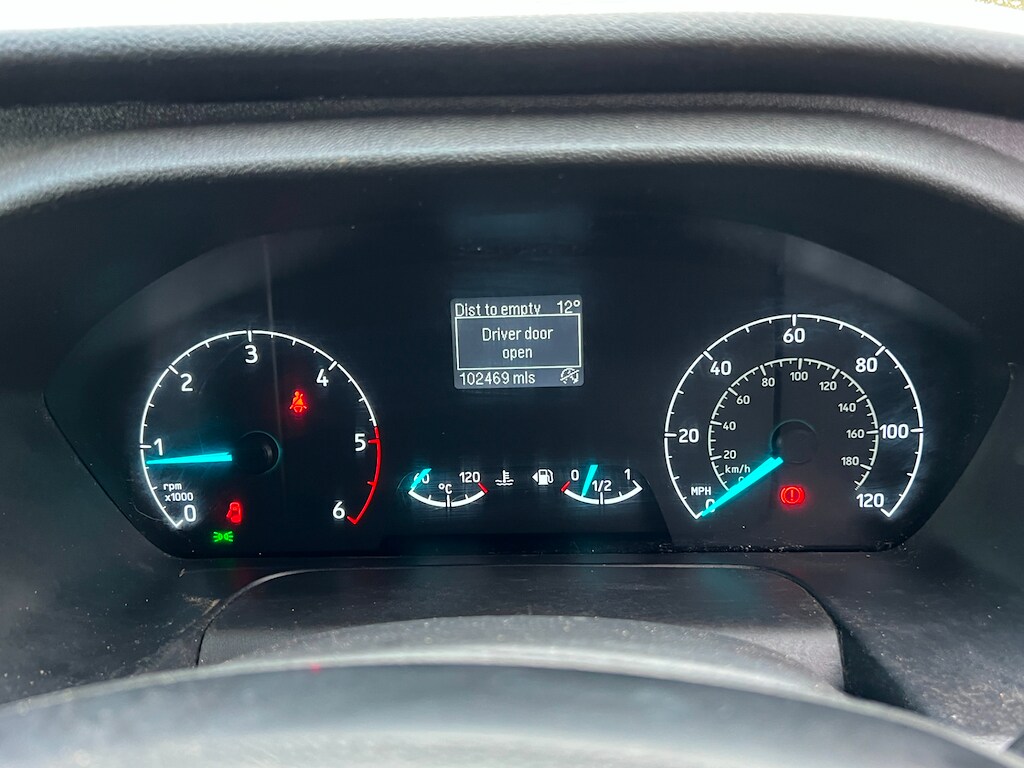 Dist to empty 12°
Driver door
open
102469 mls
0 1 2 3 4 5 6
rpm
x1000
60 120
°C
0 1/2 1
0 20 40 60 80 100 120
MPH
20 40 60 80 100 120 140 160 180
km/h